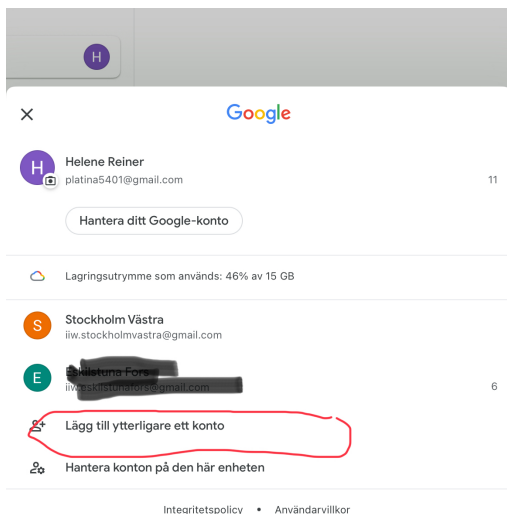 H
Google
H
Helene Reiner
platina5401@gmail.com
11
Hantera ditt Google-konto
Lagringsutrymme som används: 46% av 15 GB
S
Stockholm Västra
iiw.stockholmvastra@gmail.com
E
6
Lägg till ytterligare ett konto
Hantera konton på den här enheten
Integritetspolicy • Användarvillkor